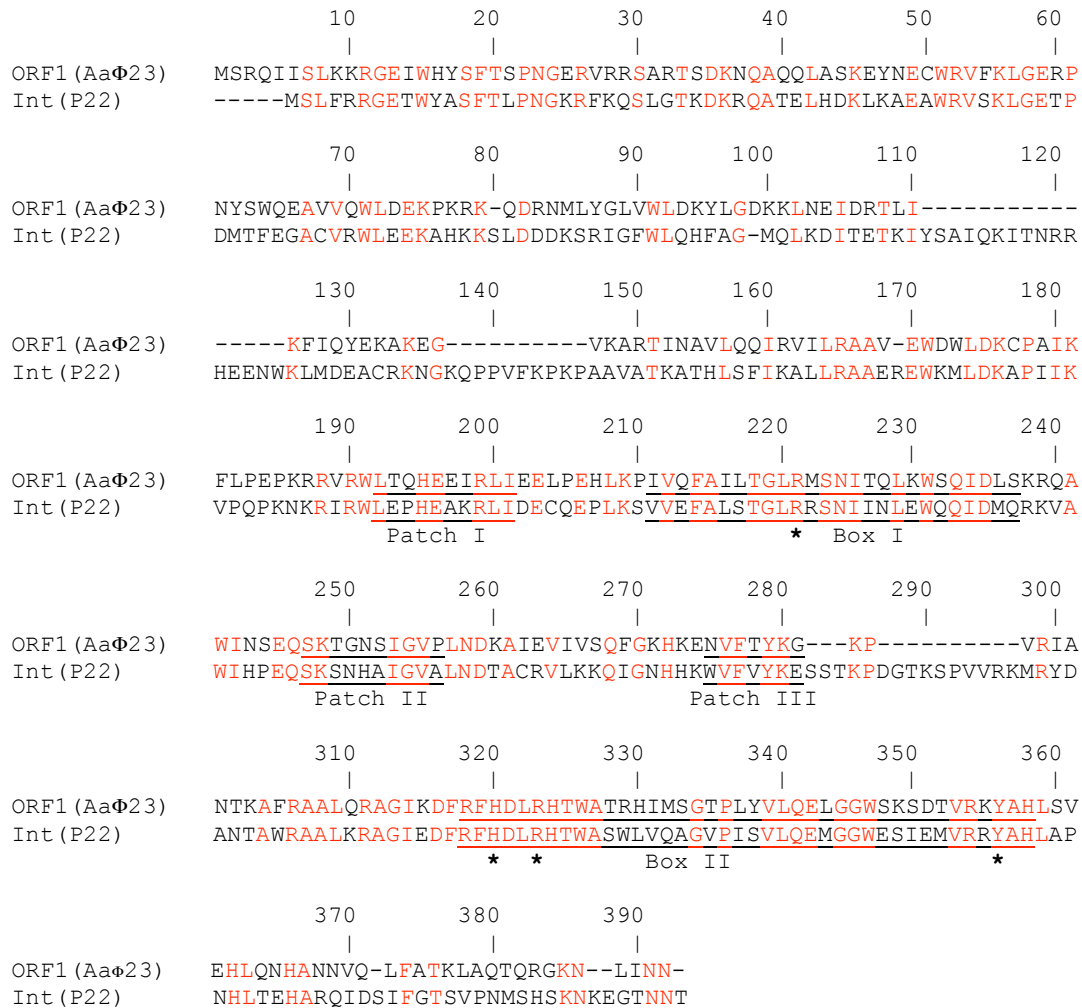 10 20 30 40 50 60
| | | | | |
ORF1(AaΦ23) MSRQIISLKKRGEIWHYSFTSPNGERVRRSARTSDKNQAQQLASKEYNECWRVFKLGERP
Int(P22) -----MSLFRRGETWYASFTLPNGKRFKQSLGTKDKRQATELHDKLKAEAWRVSKLGETP
70 80 90 100 110 120
| | | | | |
ORF1(AaΦ23) NYSWQEAVVQWLDEKPKRK-QDRNMLYGLVWLDKYLGDKKLNEIDRTLI-----------
Int(P22) DMTFEGACVRWLEEKAHKKSLDDDKSRIGFWLQHFAG-MQLKDITETKIYSAIQKITNRR
130 140 150 160 170 180
| | | | | |
ORF1(AaΦ23) -----KFIQYEKAKEG----------VKARTINAVLQQIRVILRAAV-EWDWLDKCPAIK
Int(P22) HEENWKLMDEACRKNGKQPPVFKPKPAAVATKATHLSFIKALLRAAEREWKMLDKAPIIK
190 200 210 220 230 240
| | | | | |
ORF1(AaΦ23) FLPEPKRRVRWLTQHEEIRLIEELPEHLKPIVQFAILTGLRMSNITQLKWSQIDLSKRQA
Int(P22) VPQPKNKRIRWLEPHEAKRLIDECQEPLKSVVEFALSTGLRRSNIINLEWQQIDMQRKVA
Patch I * Box I
250 260 270 280 290 300
| | | | | |
ORF1(AaΦ23) WINSEQSKTGNSIGVPLNDKAIEVIVSQFGKHKENVFTYKG---KP----------VRIA
Int(P22) WIHPEQSKSNHAIGVALNDTACRVLKKQIGNHHKWVFVYKESSTKPDGTKSPVVRKMRYD
Patch II Patch III
310 320 330 340 350 360
| | | | | |
ORF1(AaΦ23) NTKAFRAALQRAGIKDFRFHDLRHTWATRHIMSGTPLYVLQELGGWSKSDTVRKYAHLSV
Int(P22) ANTAWRAALKRAGIEDFRFHDLRHTWASWLVQAGVPISVLQEMGGWESIEMVRRYAHLAP
* * Box II *
370 380 390
| | |
ORF1(Aaφ23) EHLQNHANNVQ-LFATKLAQTQRGKN--LINN-
Int(P22) NHLTEHARQIDSIFGTSVPNMSHSKNKEGTNNT